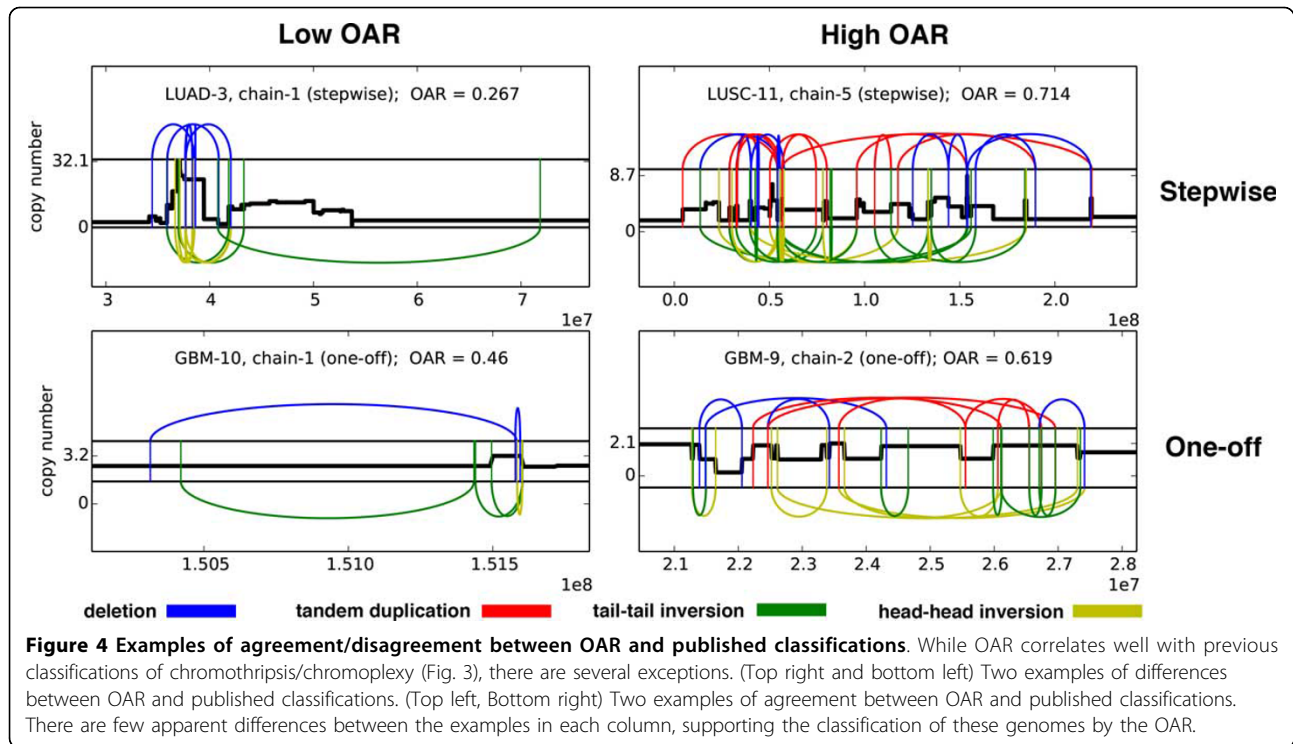 Low OAR
High OAR
LUAD-3, chain-1 (stepwise); OAR = 0.267
32.1
0
copy number
3 4 5 6 7
1e7
LUSC-11, chain-5 (stepwise); OAR = 0.714
8.7
0
0.0 0.5 1.0 1.5 2.0
1e8
Stepwise
GBM-10, chain-1 (one-off); OAR = 0.46
3.2
0
copy number
1.505 1.510 1.515
1e8
GBM-9, chain-2 (one-off); OAR = 0.619
2.1
0
2.1 2.2 2.3 2.4 2.5 2.6 2.7 2.8
1e7
One-off
deletion tandem duplication tail-tail inversion head-head inversion
Figure 4 Examples of agreement/disagreement between OAR and published classifications. While OAR correlates well with previous
classifications of chromothripsis/chromoplexy (Fig. 3), there are several exceptions. (Top right and bottom left) Two examples of differences
between OAR and published classifications. (Top left, Bottom right) Two examples of agreement between OAR and published classifications.
There are few apparent differences between the examples in each column, supporting the classification of these genomes by the OAR.